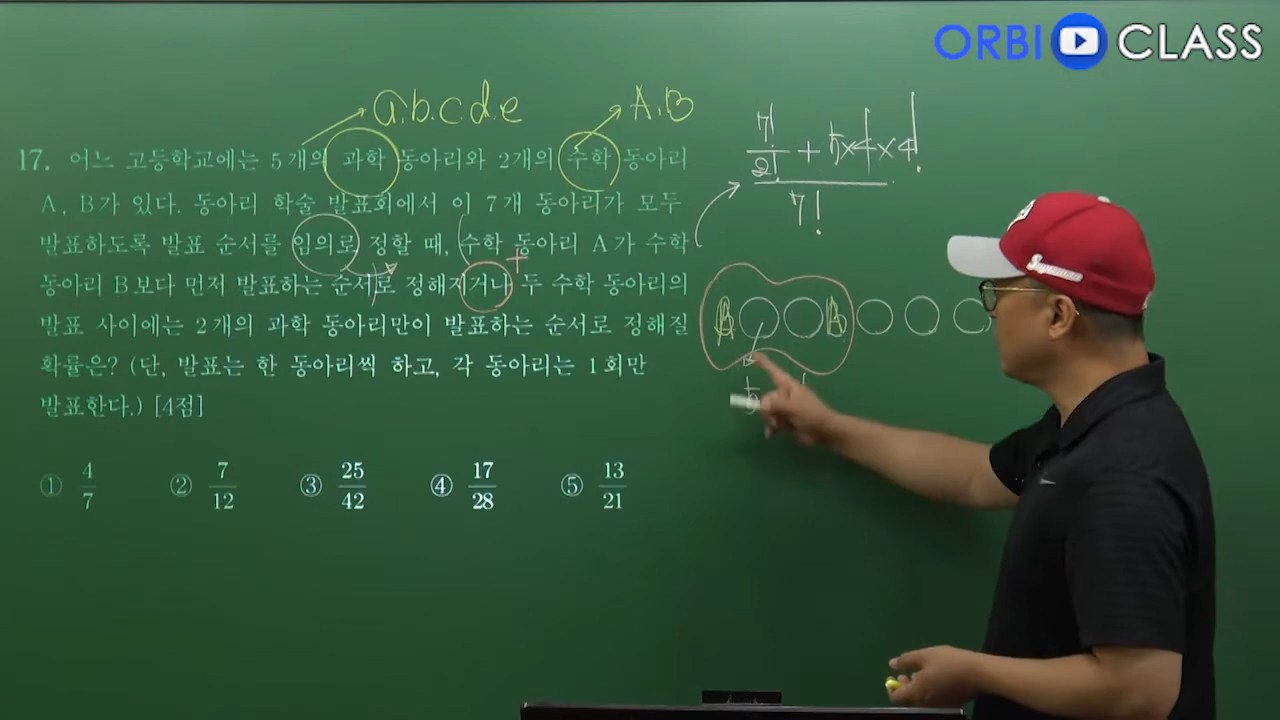 ORBI CLASS
a.b.c.d.e
A.B
17. 어느 고등학교에는 5개의 과학 동아리와 2개의 수학 동아리
A, B가 있다. 동아리 학술 발표회에서 이 7개 동아리가 모두
발표하도록 발표 순서를 임의로 정할 때, 수학 동아리 A가 수학
동아리 B보다 먼저 발표하는 순서로 정해지거나 두 수학 동아리의
발표 사이에는 2개의 과학 동아리만이 발표하는 순서로 정해질
확률은? (단, 발표는 한 동아리씩 하고, 각 동아리는 1회만
발표한다.) [4점]
① 4/7 ② 7/12 ③ 25/42 ④ 17/28 ⑤ 13/21
7!/2! + 5×4×4!
7!
+
B A
5